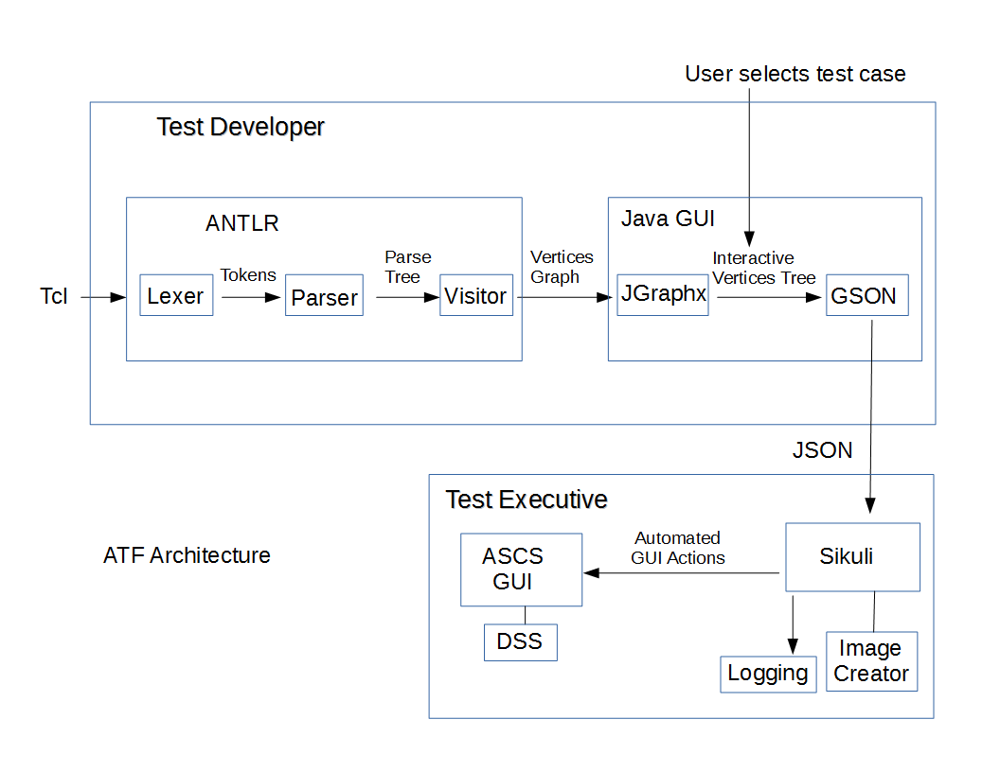 User selects test case
Test Developer
ANTLR
Java GUI
Tcl
Lexer
Tokens
Parser
Parse
Tree
Visitor
Vertices
Graph
JGraphx
Interactive
Vertices Tree
GSON
JSON
Test Executive
ATF Architecture
ASCS
GUI
Automated
GUI Actions
Sikuli
DSS
Logging
Image
Creator